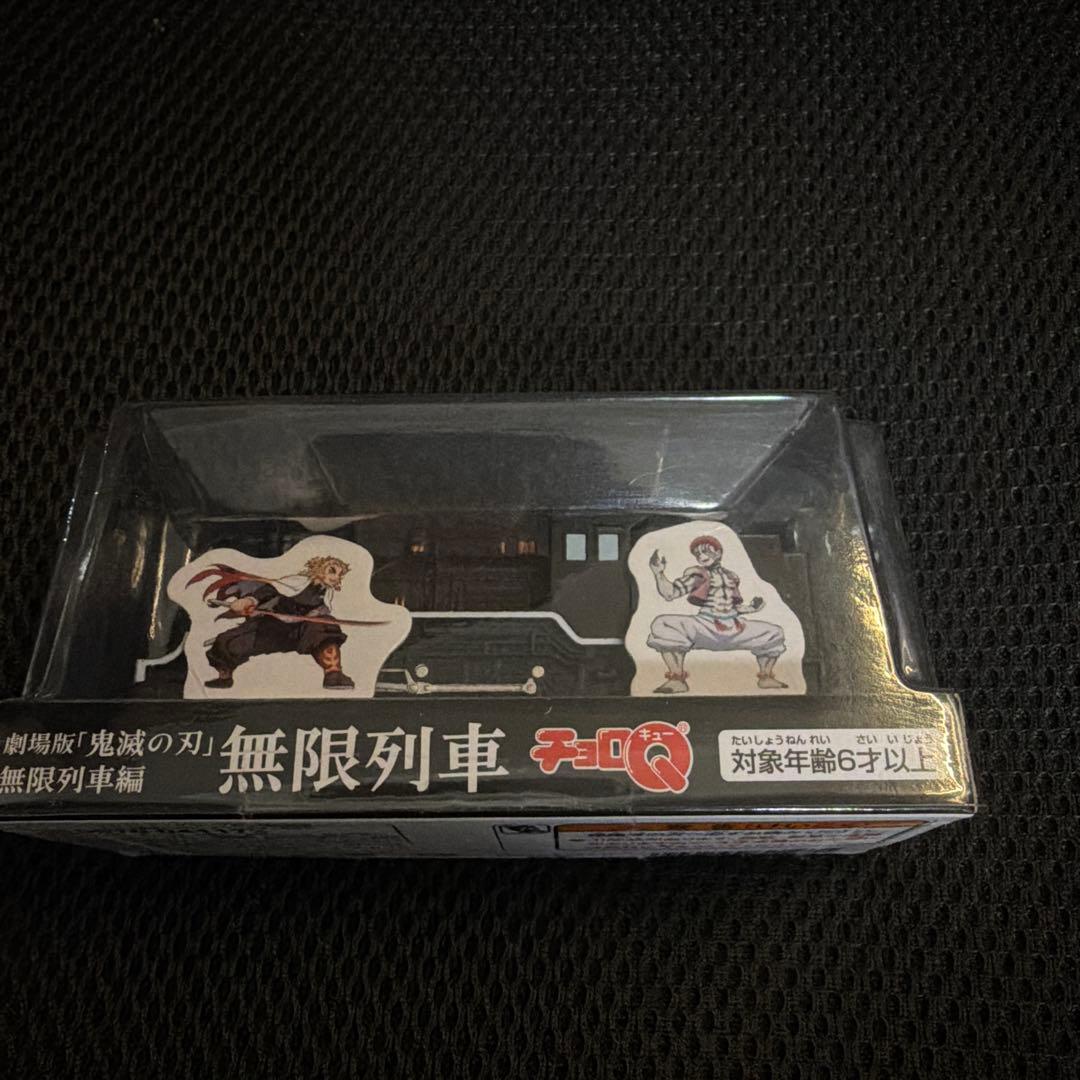 劇場版「鬼滅の刃」
無限列車編
無限列車
チョロQ
キュー
®
たいしょうねんれい さいいじょう
対象年齢6才以上